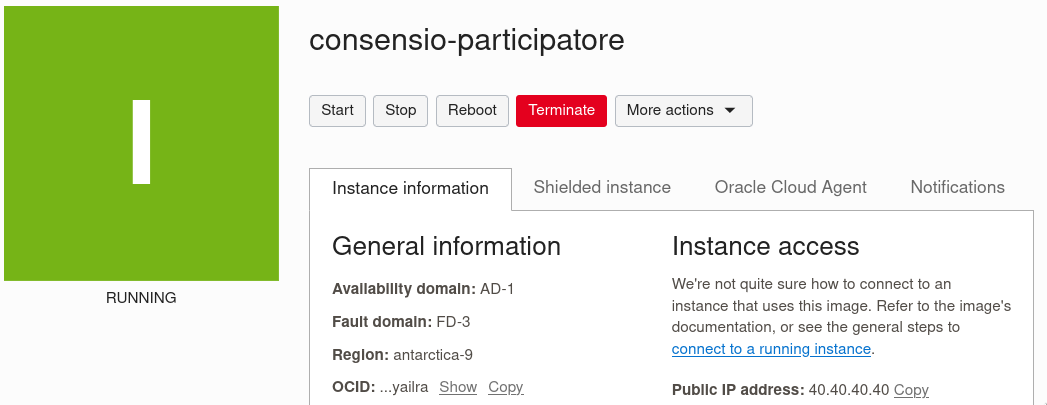 I
RUNNING
consensio-participatore
Start Stop Reboot Terminate More actions
Instance information Shielded instance Oracle Cloud Agent Notifications
General information
Availability domain: AD-1
Fault domain: FD-3
Region: antarctica-9
OCID: ...yailra Show Copy
Instance access
We're not quite sure how to connect to an
instance that uses this image. Refer to the image's
documentation, or see the general steps to
connect to a running instance.
Public IP address: 40.40.40.40 Copy